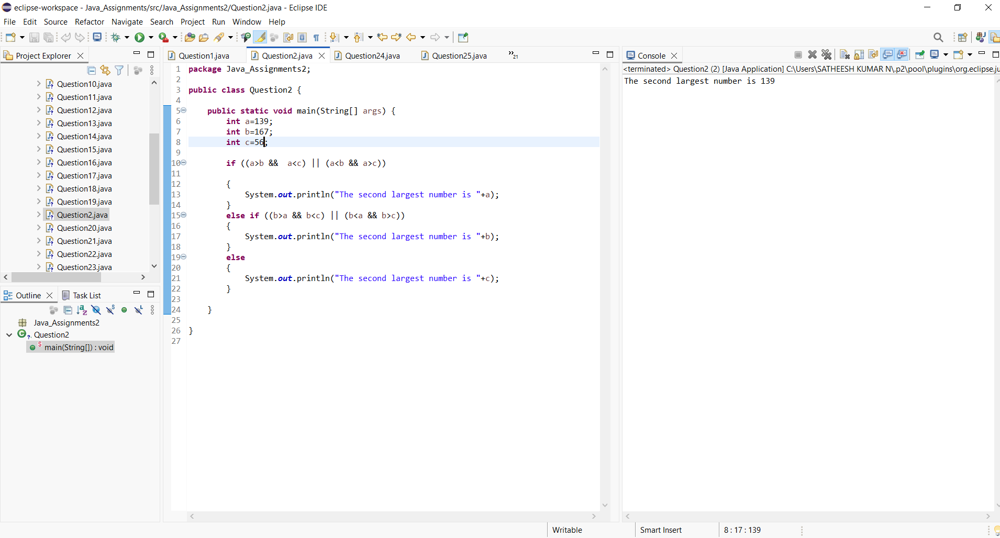 eclipse-workspace - Java_Assignments/src/Java_Assignments2/Question2.java - Eclipse IDE
File Edit Source Refactor Navigate Search Project Run Window Help
Project Explorer
Question10.java
Question11.java
Question12.java
Question13.java
Question14.java
Question15.java
Question16.java
Question17.java
Question18.java
Question19.java
Question2.java
Question20.java
Question21.java
Question22.java
Question23.java
Outline Task List
Java_Assignments2
Question2
main(String[]) : void
Question1.java Question2.java Question24.java Question25.java »21
1 package Java_Assignments2;
2
3 public class Question2 {
4
5 public static void main(String[] args) {
6 int a=139;
7 int b=167;
8 int c=56;
9
10 if ((a>b &&  a<c) || (a<b && a>c))
11
12 {
13 System.out.println("The second largest number is "+a);
14 }
15 else if ((b>a && b<c) || (b<a && b>c))
16 {
17 System.out.println("The second largest number is "+b);
18 }
19 else
20 {
21 System.out.println("The second largest number is "+c);
22 }
23
24 }
25
26 }
27
Console
<terminated> Question2 (2) [Java Application] C:\Users\SATHEESH KUMAR N\.p2\pool\plugins\org.eclipse.ju
The second largest number is 139
Writable Smart Insert 8 : 17 : 139